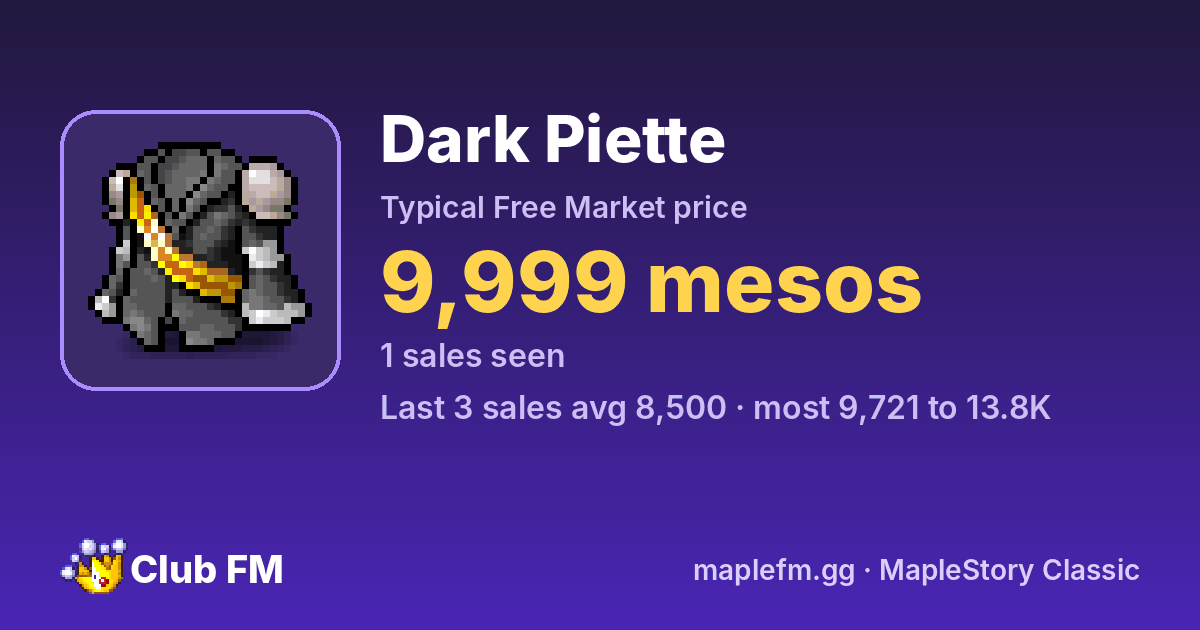 Dark Piette
Typical Free Market price
9,999 mesos
1 sales seen
Last 3 sales avg 8,500 · most 9,721 to 13.8K
Club FM
maplefm.gg · MapleStory Classic